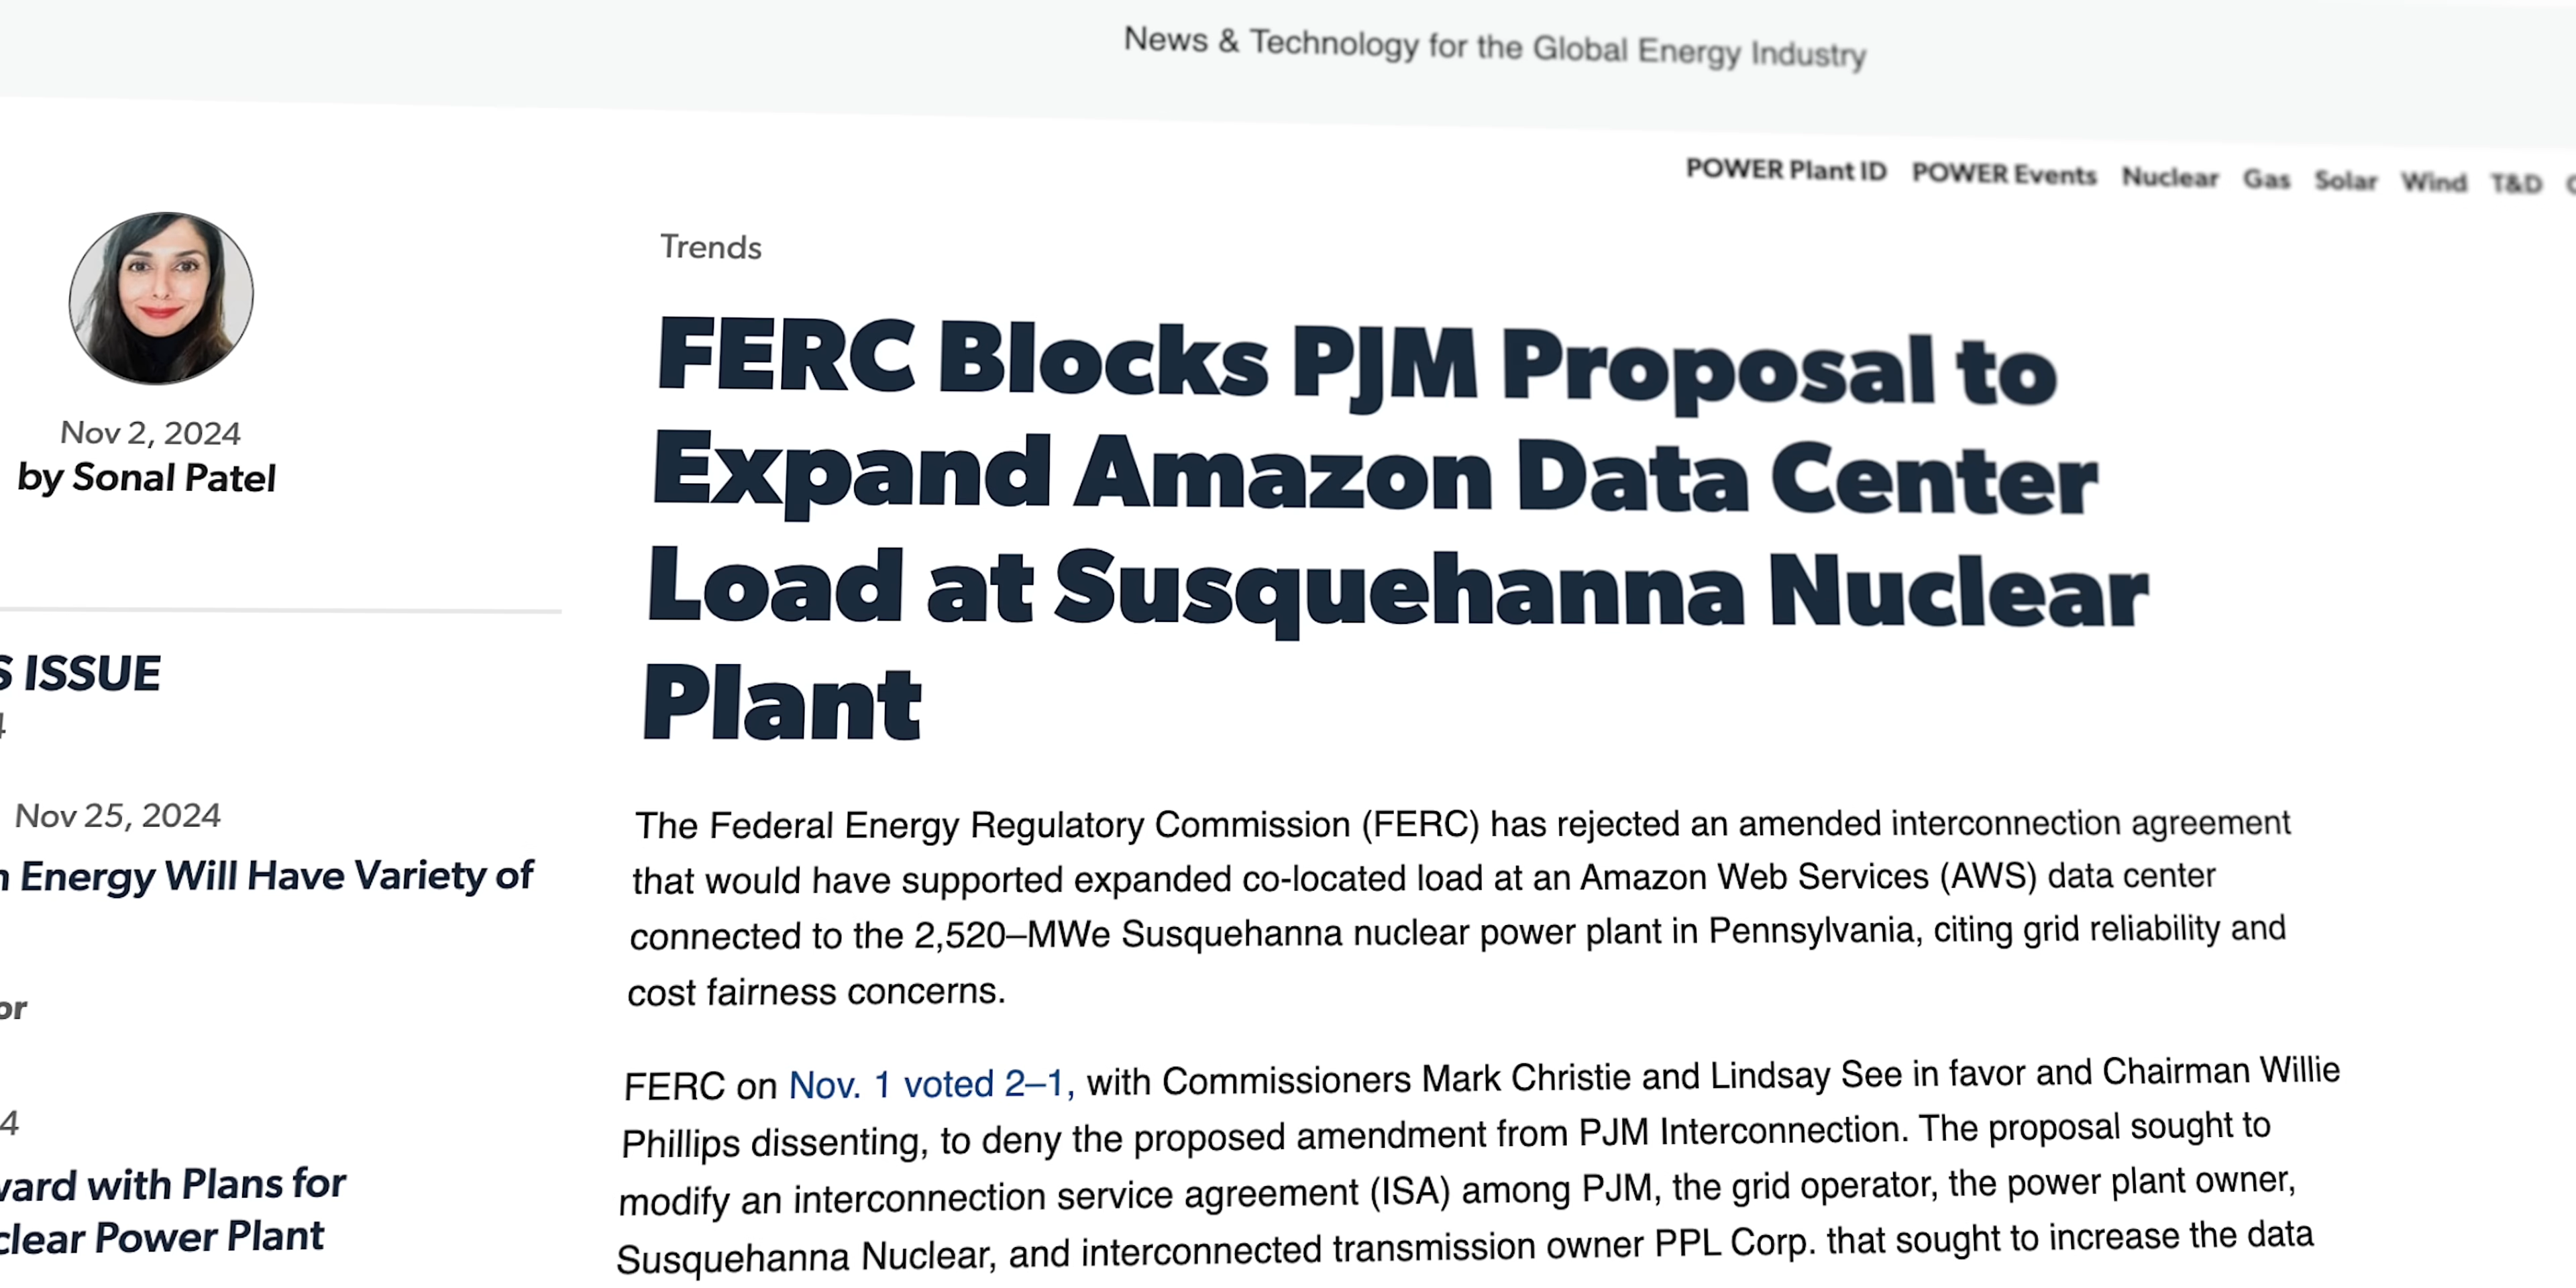 News & Technology for the Global Energy Industry
POWER Plant ID POWER Events Nuclear Gas Solar Wind T&D
Nov 2, 2024
by Sonal Patel
S ISSUE
4
Nov 25, 2024
n Energy Will Have Variety of
or
4
vard with Plans for
clear Power Plant
Trends
FERC Blocks PJM Proposal to
Expand Amazon Data Center
Load at Susquehanna Nuclear
Plant
The Federal Energy Regulatory Commission (FERC) has rejected an amended interconnection agreement
that would have supported expanded co-located load at an Amazon Web Services (AWS) data center
connected to the 2,520–MWe Susquehanna nuclear power plant in Pennsylvania, citing grid reliability and
cost fairness concerns.
FERC on Nov. 1 voted 2–1, with Commissioners Mark Christie and Lindsay See in favor and Chairman Willie
Phillips dissenting, to deny the proposed amendment from PJM Interconnection. The proposal sought to
modify an interconnection service agreement (ISA) among PJM, the grid operator, the power plant owner,
Susquehanna Nuclear, and interconnected transmission owner PPL Corp. that sought to increase the data